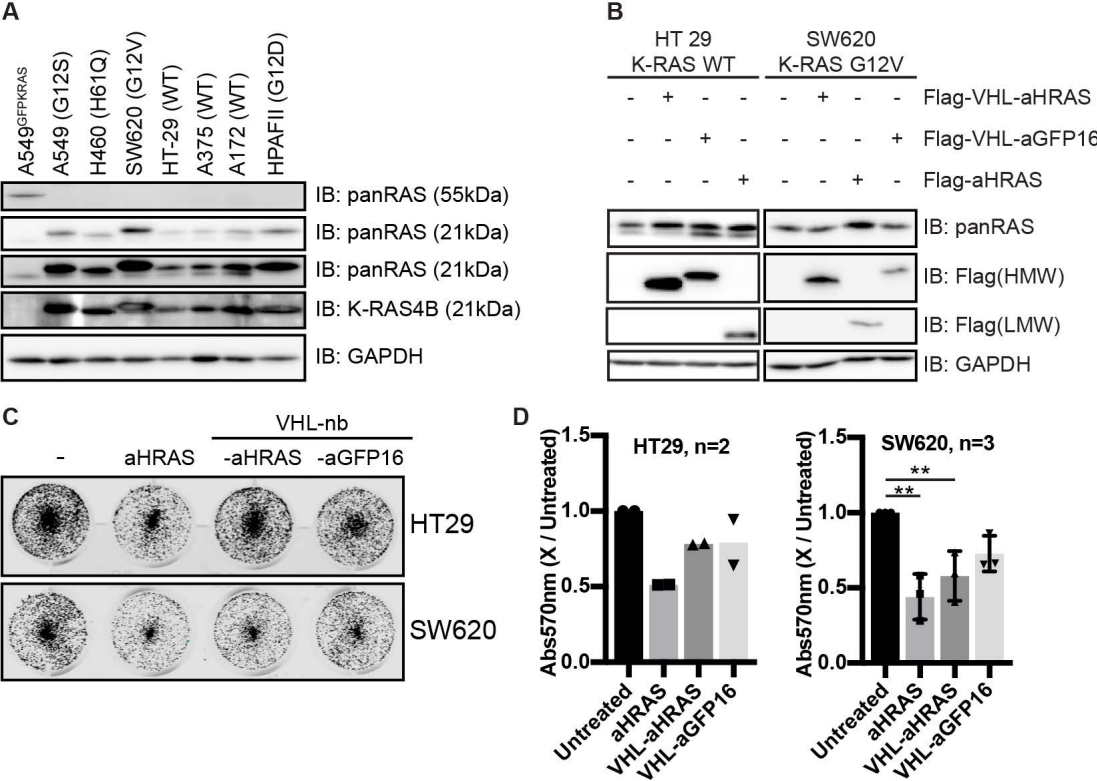 A
A549GFPKRAS
A549 (G12S)
H460 (H61Q)
SW620 (G12V)
HT-29 (WT)
A375 (WT)
A172 (WT)
HPAFII (G12D)
IB: panRAS (55kDa)
IB: panRAS (21kDa)
IB: panRAS (21kDa)
IB: K-RAS4B (21kDa)
IB: GAPDH
B
HT 29
K-RAS WT
SW620
K-RAS G12V
- + - - - + - - Flag-VHL-aHRAS
- - + - - - - + Flag-VHL-aGFP16
- - - + - - + - Flag-aHRAS
IB: panRAS
IB: Flag(HMW)
IB: Flag(LMW)
IB: GAPDH
C
VHL-nb
- aHRAS -aHRAS -aGFP16
HT29
SW620
D
HT29, n=2
Abs570nm (X / Untreated)
1.5
1.0
0.5
0.0
Untreated
aHRAS
VHL-aHRAS
VHL-aGFP16
SW620, n=3
**
**
Abs570nm (X / Untreated)
1.5
1.0
0.5
0.0
Untreated
aHRAS
VHL-aHRAS
VHL-aGFP16